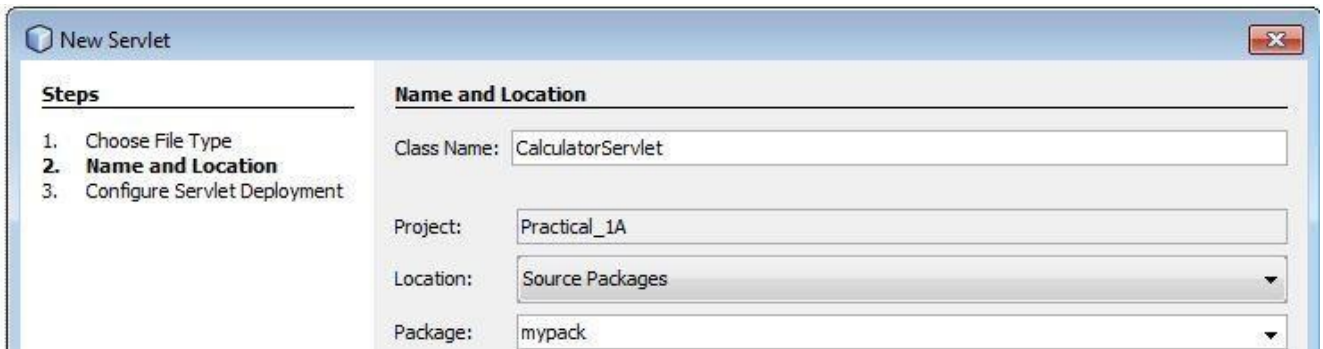 New Servlet
Steps
1. Choose File Type
2. Name and Location
3. Configure Servlet Deployment
Name and Location
Class Name: CalculatorServlet
Project: Practical_1A
Location: Source Packages
Package: mypack